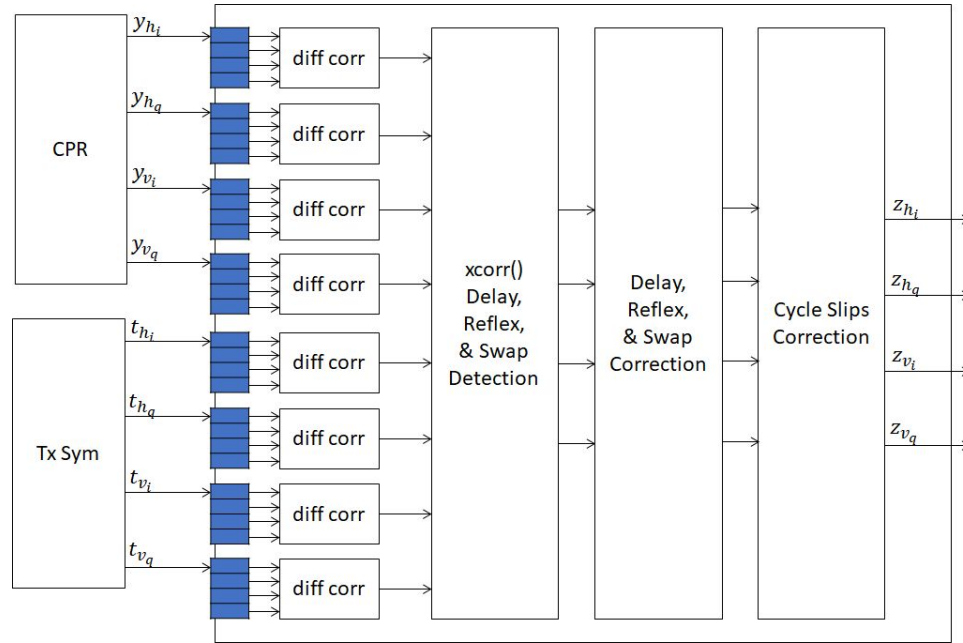 CPR
y_{h_i}
y_{h_q}
y_{v_i}
y_{v_q}
Tx Sym
t_{h_i}
t_{h_q}
t_{v_i}
t_{v_q}
diff corr
diff corr
diff corr
diff corr
diff corr
diff corr
diff corr
diff corr
xcorr()
Delay,
Reflex,
& Swap
Detection
Delay,
Reflex,
& Swap
Correction
Cycle Slips
Correction
z_{h_i}
z_{h_q}
z_{v_i}
z_{v_q}